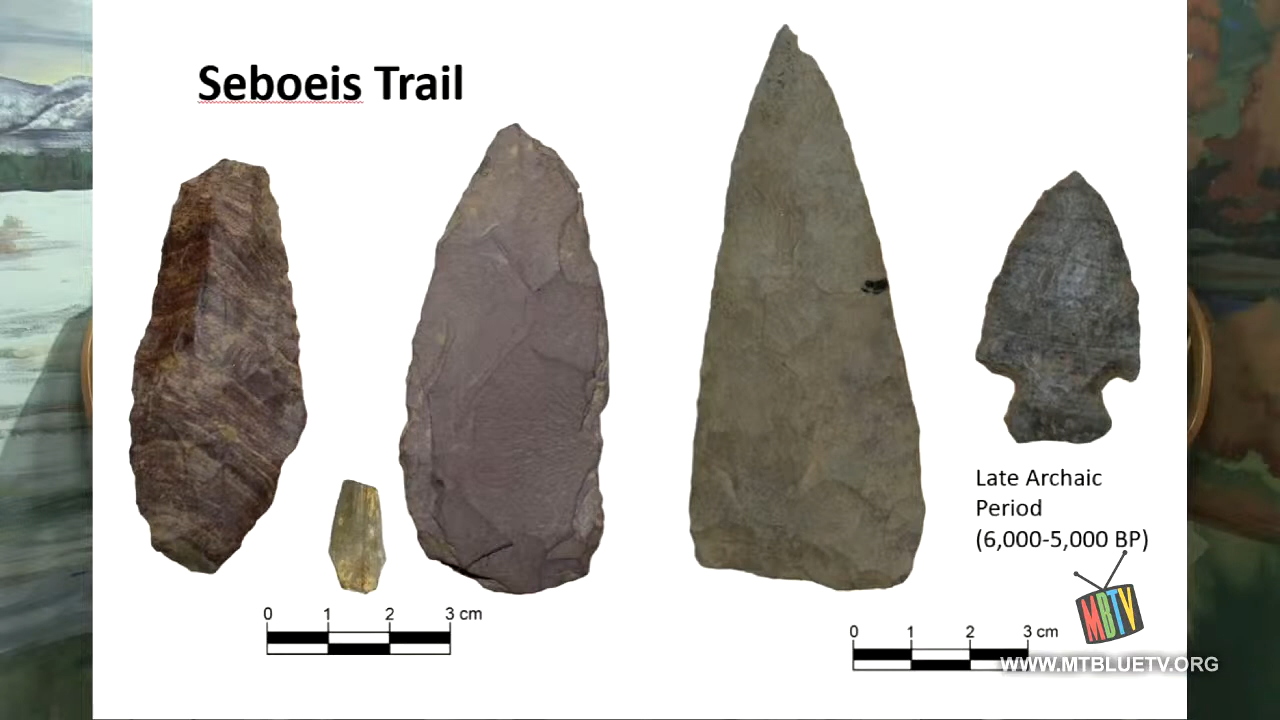 Seboeis Trail
Late Archaic
Period
(6,000-5,000 BP)
0 1 2 3 cm
0 1 2 3 cm
MBTV
WWW.MTBLUETV.ORG